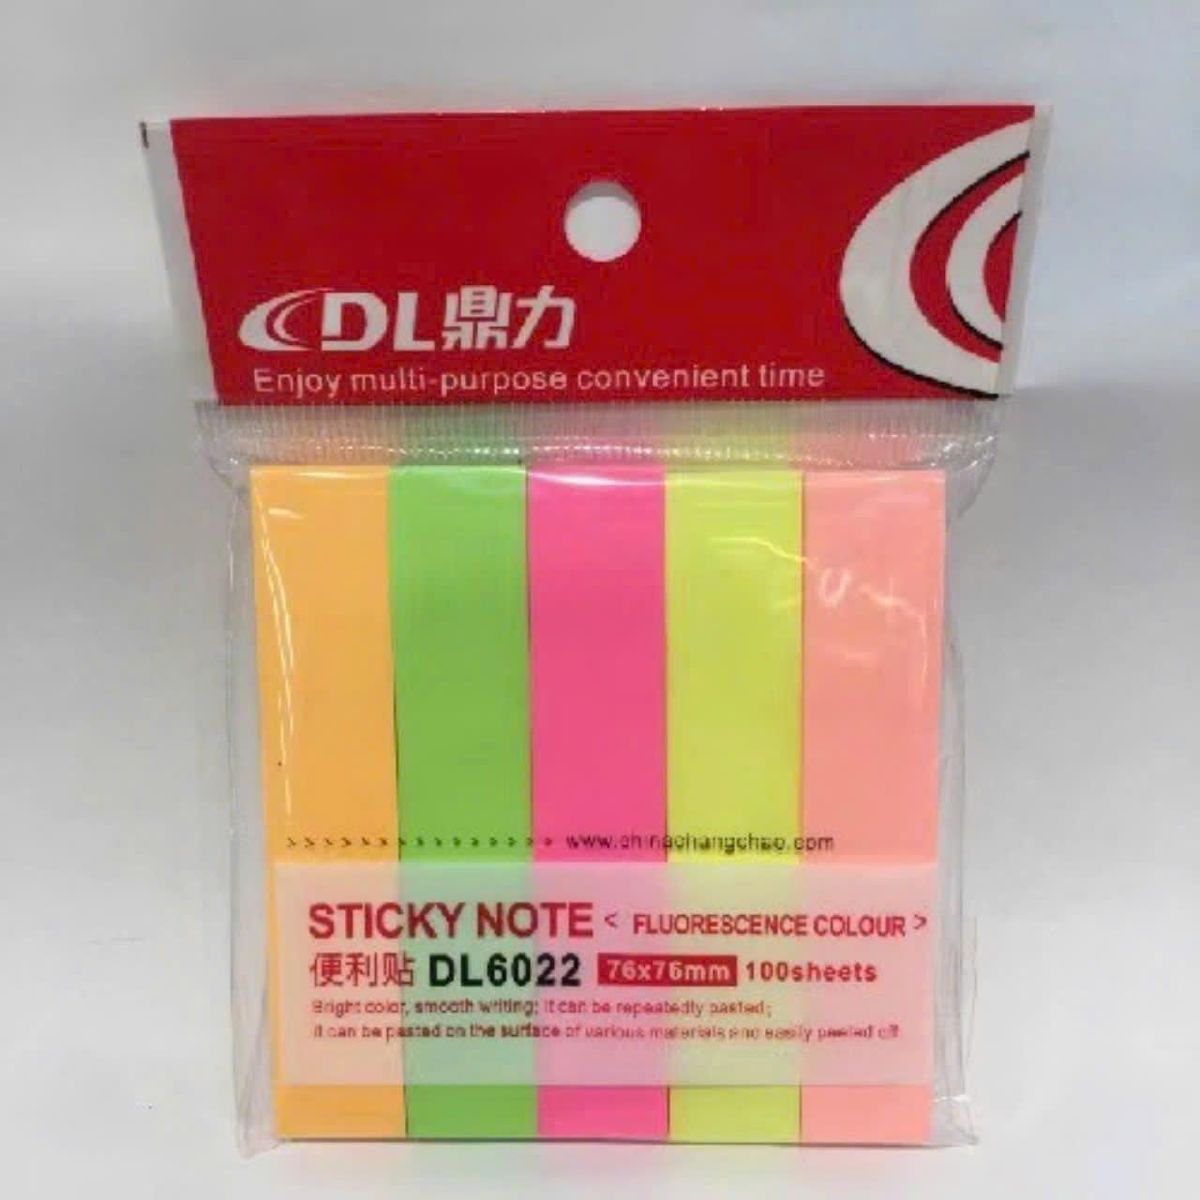 DL鼎力
Enjoy multi-purpose convenient time
> > > > > > > > > > > > > > > > www.chinachangchao.com
STICKY NOTE < FLUORESCENCE COLOUR >
便利贴 DL6022 76x76mm 100sheets
Bright color, smooth writing; it can be repeatedly pasted;
it can be pasted on the surface of various materials and easily peeled off.